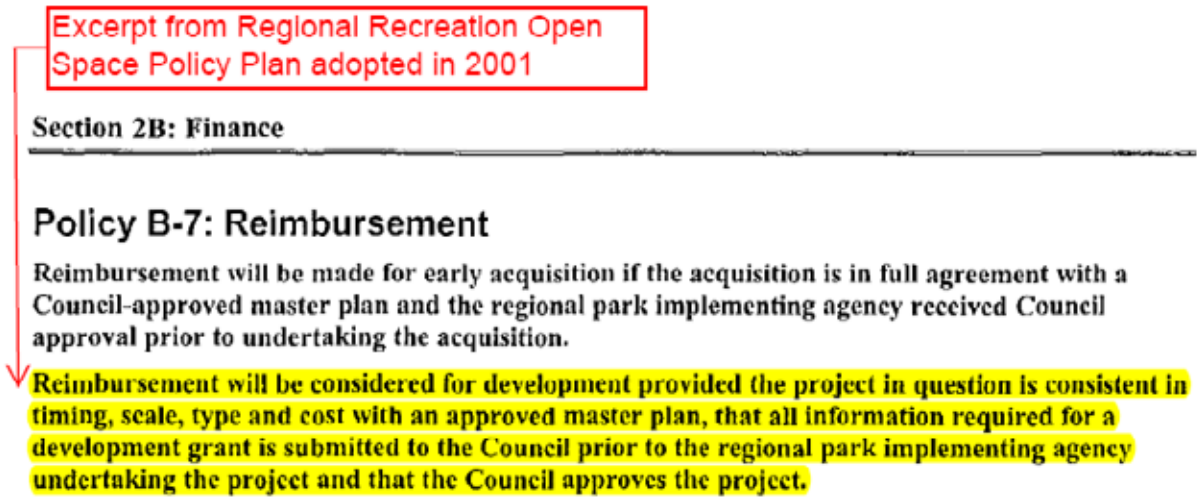 Excerpt from Regional Recreation Open
Space Policy Plan adopted in 2001
Section 2B: Finance
Policy B-7: Reimbursement
Reimbursement will be made for early acquisition if the acquisition is in full agreement with a
Council-approved master plan and the regional park implementing agency received Council
approval prior to undertaking the acquisition.
Reimbursement will be considered for development provided the project in question is consistent in
timing, scale, type and cost with an approved master plan, that all information required for a
development grant is submitted to the Council prior to the regional park implementing agency
undertaking the project and that the Council approves the project.